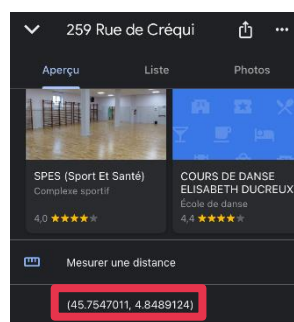 259 Rue de Créqui
Aperçu Liste Photos
SPES (Sport Et Santé)
Complexe sportif
4,0
COURS DE DANSE
ELISABETH DUCREUX
École de danse
4,4
Mesurer une distance
(45.7547011, 4.8489124)